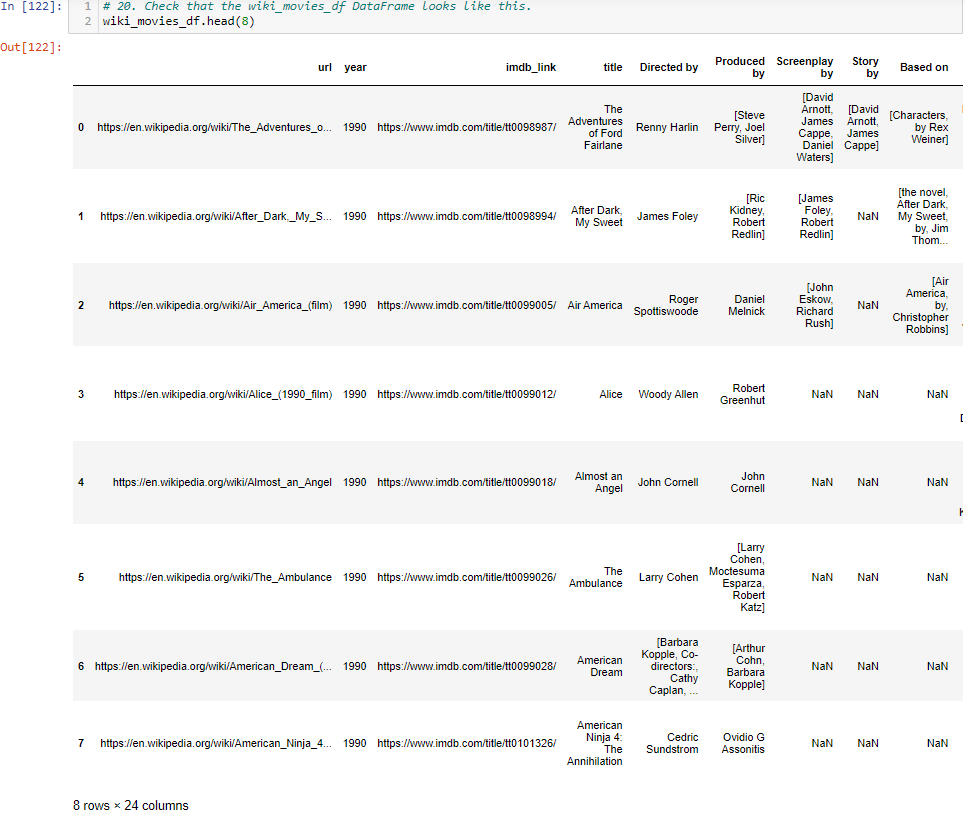 In [122]: 1 # 20. Check that the wiki_movies_df DataFrame looks like this.
2 wiki_movies_df.head(8)
Out[122]:
url year imdb_link title Directed by Produced by Screenplay by Story by Based on
0 https://en.wikipedia.org/wiki/The_Adventures_o... 1990 https://www.imdb.com/title/tt0098987/ The Adventures of Ford Fairlane Renny Harlin [Steve Perry, Joel Silver] [David Arnott, James Cappe, Daniel Waters] [David Arnott, James Cappe] [Characters, by Rex Weiner]
1 https://en.wikipedia.org/wiki/After_Dark,_My_S... 1990 https://www.imdb.com/title/tt0098994/ After Dark, My Sweet James Foley [Ric Kidney, Robert Redlin] [James Foley, Robert Redlin] NaN [the novel, After Dark, My Sweet, by, Jim Thom...
2 https://en.wikipedia.org/wiki/Air_America_(film) 1990 https://www.imdb.com/title/tt0099005/ Air America Roger Spottiswoode Daniel Melnick [John Eskow, Richard Rush] NaN [Air America, by, Christopher Robbins]
3 https://en.wikipedia.org/wiki/Alice_(1990_film) 1990 https://www.imdb.com/title/tt0099012/ Alice Woody Allen Robert Greenhut NaN NaN NaN
4 https://en.wikipedia.org/wiki/Almost_an_Angel 1990 https://www.imdb.com/title/tt0099018/ Almost an Angel John Cornell John Cornell NaN NaN NaN
5 https://en.wikipedia.org/wiki/The_Ambulance 1990 https://www.imdb.com/title/tt0099026/ The Ambulance Larry Cohen [Larry Cohen, Moctesuma Esparza, Robert Katz] NaN NaN NaN
6 https://en.wikipedia.org/wiki/American_Dream_(... 1990 https://www.imdb.com/title/tt0099028/ American Dream [Barbara Kopple, Co-directors:, Cathy Caplan, ... [Arthur Cohn, Barbara Kopple] NaN NaN NaN
7 https://en.wikipedia.org/wiki/American_Ninja_4... 1990 https://www.imdb.com/title/tt0101326/ American Ninja 4: The Annihilation Cedric Sundstrom Ovidio G Assonitis NaN NaN NaN
8 rows × 24 columns